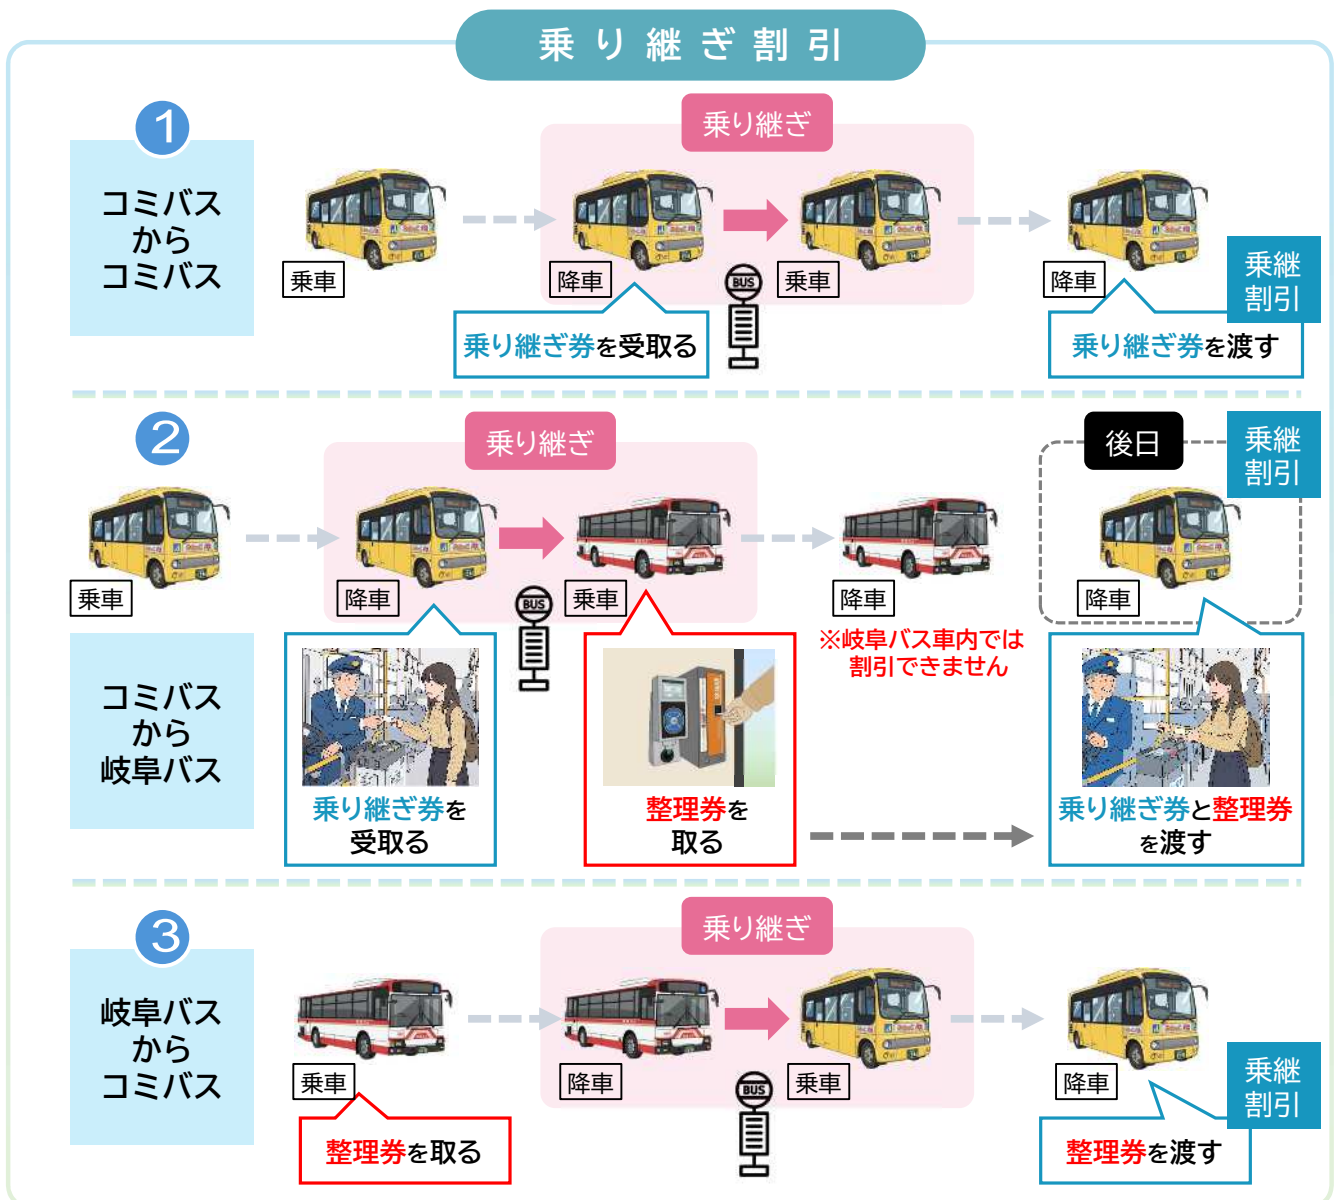 乗り継ぎ割引
1
コミバス
から
コミバス
乗り継ぎ
乗車
降車
BUS
乗車
降車
乗継
割引
乗り継ぎ券を受取る
乗り継ぎ券を渡す
2
コミバス
から
岐阜バス
乗り継ぎ
後日
乗継
割引
乗車
降車
BUS
乗車
降車
降車
※岐阜バス車内では
割引できません
乗り継ぎ券を
受取る
整理券を
取る
乗り継ぎ券と整理券
を渡す
3
岐阜バス
から
コミバス
乗り継ぎ
乗車
降車
BUS
乗車
降車
乗継
割引
整理券を取る
整理券を渡す